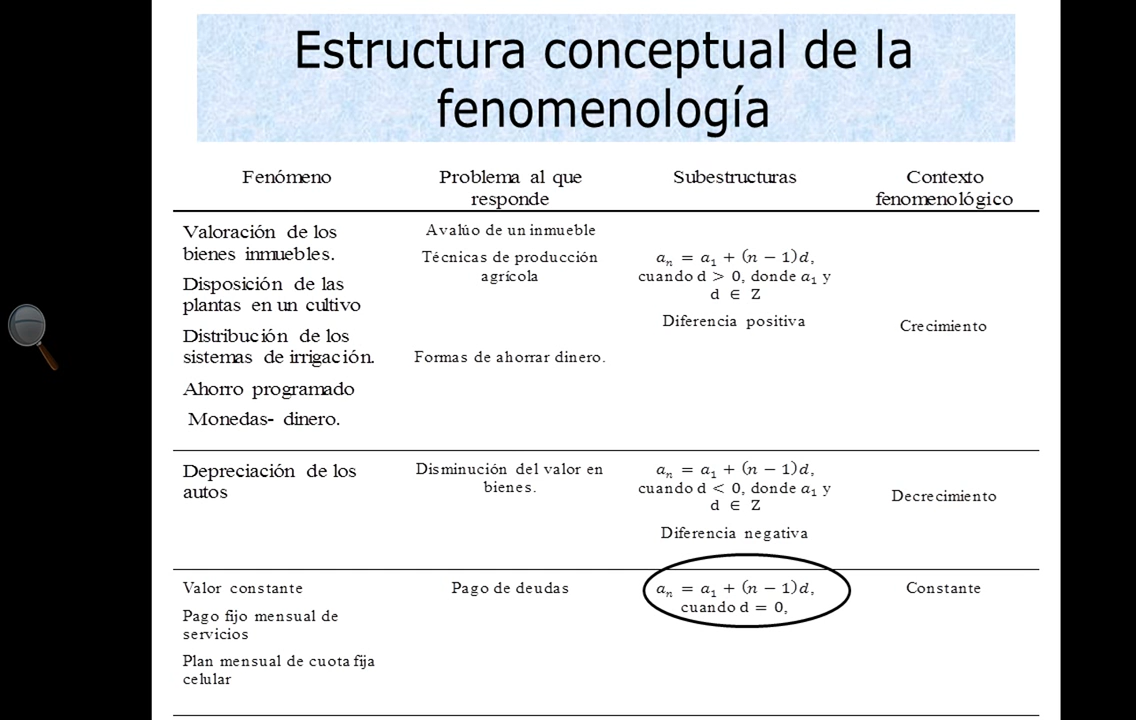 Estructura conceptual de la
fenomenología
Fenómeno
Problema al que
responde
Subestructuras
Contexto
fenomenológico
Valoración de los
bienes inmuebles.
Disposición de las
plantas en un cultivo
Distribución de los
sistemas de irrigación.
Ahorro programado
Monedas- dinero.
Avalúo de un inmueble
Técnicas de producción
agrícola
Formas de ahorrar dinero.
aₙ = a₁ + (n − 1)d,
cuando d > 0, donde a₁ y
d ∈ Z
Diferencia positiva
Crecimiento
Depreciación de los
autos
Disminución del valor en
bienes.
aₙ = a₁ + (n − 1)d,
cuando d < 0, donde a₁ y
d ∈ Z
Diferencia negativa
Decrecimiento
Valor constante
Pago fijo mensual de
servicios
Plan mensual de cuota fija
celular
Pago de deudas
aₙ = a₁ + (n − 1)d,
cuando d = 0,
Constante